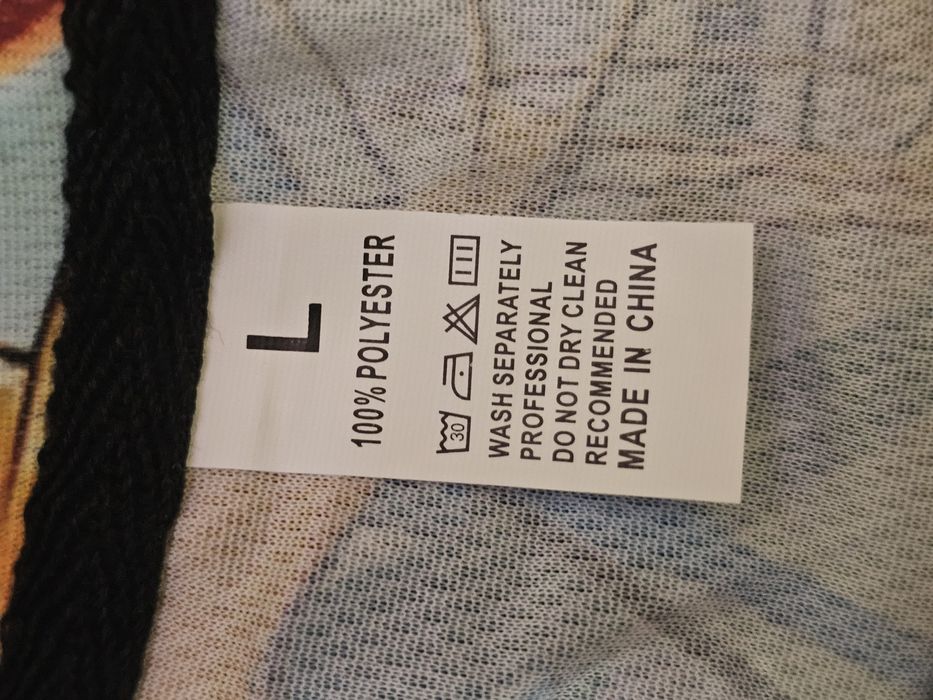 L
100% POLYESTER
30
WASH SEPARATELY
PROFESSIONAL
DO NOT DRY CLEAN
RECOMMENDED
MADE IN CHINA